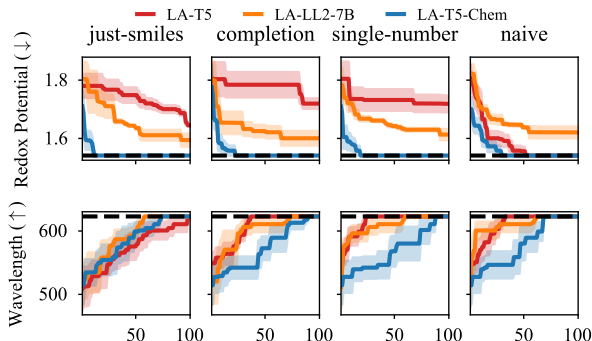 LA-T5 LA-LL2-7B LA-T5-Chem
just-smiles completion single-number naive
Redox Potential (↓)
1.8
1.6
Wavelength (↑)
600
500
50 100 50 100 50 100 50 100